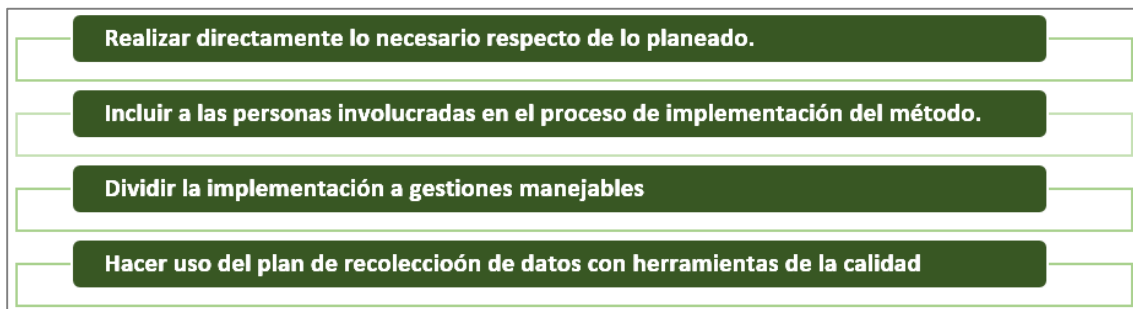 Realizar directamente lo necesario respecto de lo planeado.
Incluir a las personas involucradas en el proceso de implementación del método.
Dividir la implementación a gestiones manejables
Hacer uso del plan de recoleccioón de datos con herramientas de la calidad